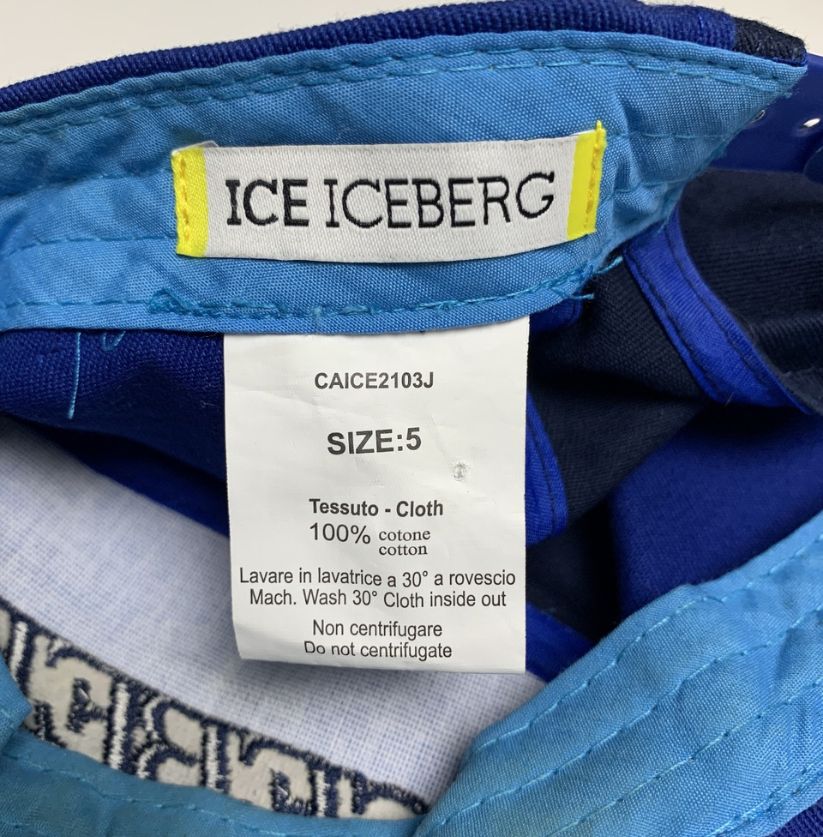 ICE ICEBERG
CAICE2103J
SIZE:5
Tessuto - Cloth
100% cotone
cotton
Lavare in lavatrice a 30° a rovescio
Mach. Wash 30° Cloth inside out
Non centrifugare
Do not centrifugate